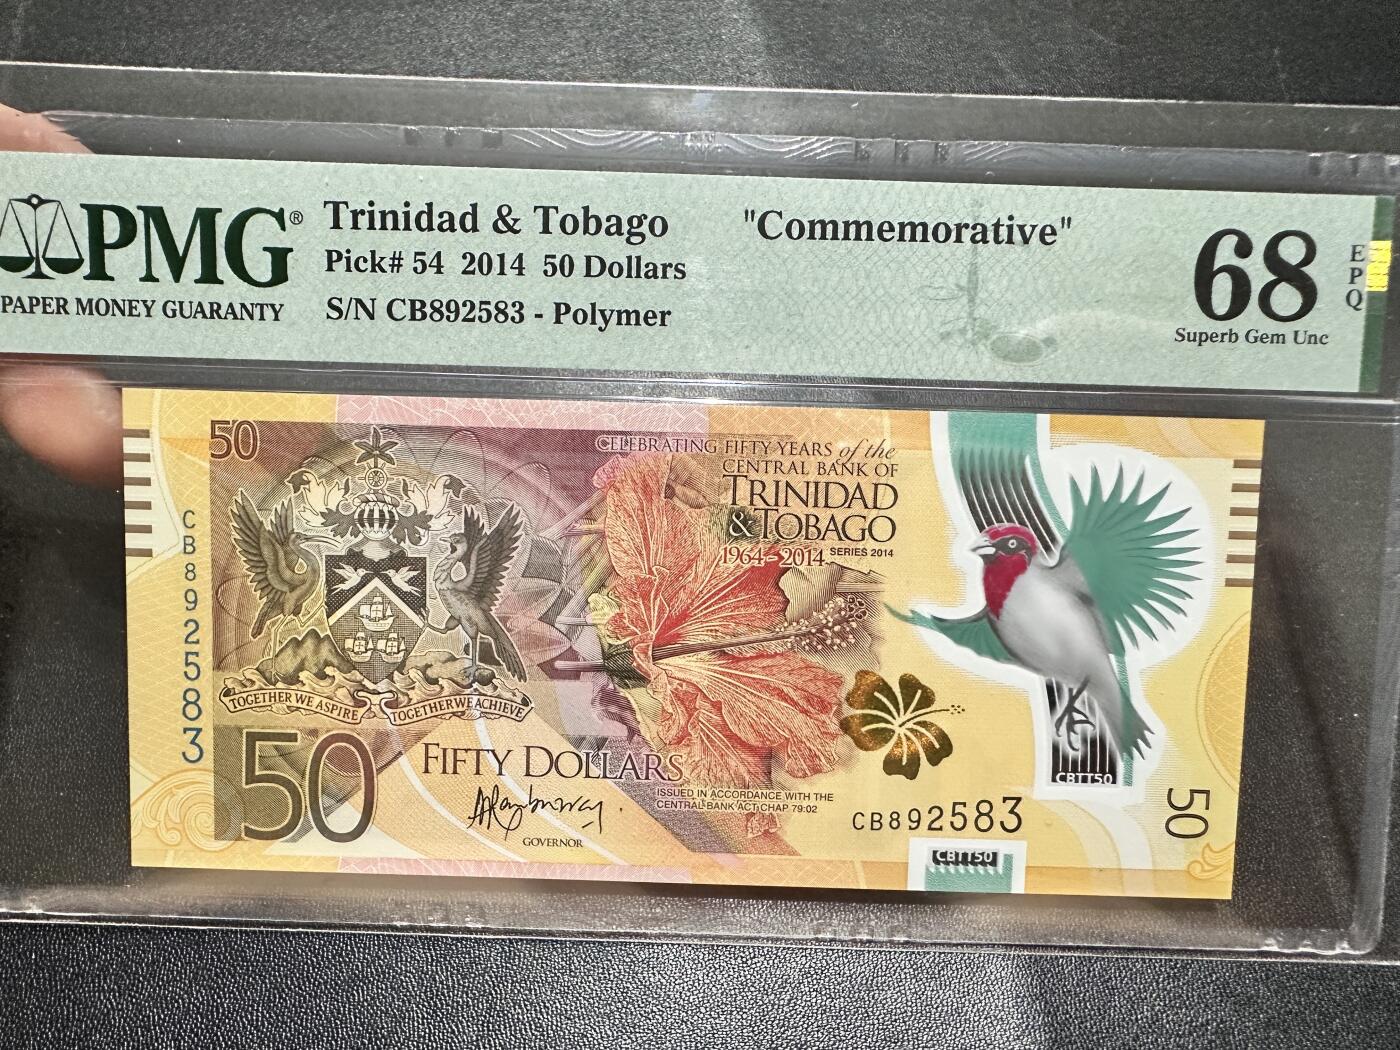 PMG®
PAPER MONEY GUARANTY
Trinidad & Tobago
Pick# 54 2014 50 Dollars
S/N CB892583 - Polymer
"Commemorative"
68
EPQ
Superb Gem Unc
50
CB892583
CELEBRATING FIFTY YEARS of the
CENTRAL BANK OF
TRINIDAD
& TOBAGO
1964-2014 SERIES 2014
TOGETHER WE ASPIRE
TOGETHER WE ACHIEVE
50
FIFTY DOLLARS
ISSUED IN ACCORDANCE WITH THE
CENTRAL BANK ACT CHAP 79:02
GOVERNOR
CB892583
CBTT50
CBTT50
50